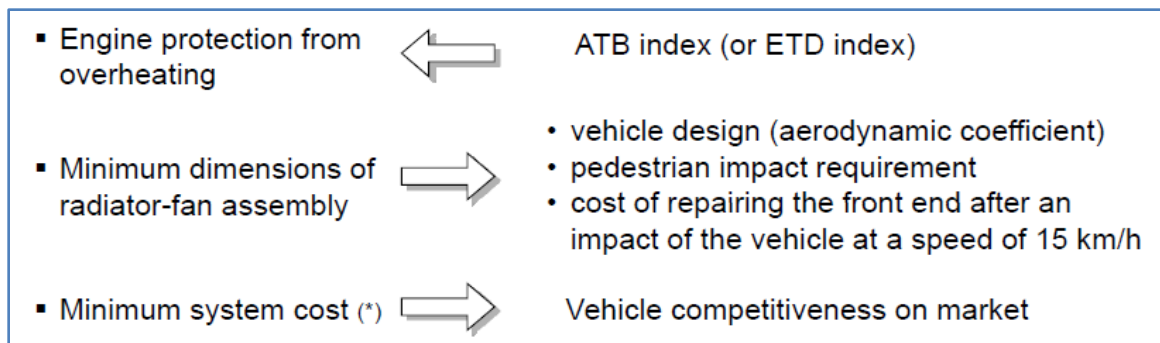 ▪ Engine protection from
overheating
ATB index (or ETD index)
▪ Minimum dimensions of
radiator-fan assembly
• vehicle design (aerodynamic coefficient)
• pedestrian impact requirement
• cost of repairing the front end after an
impact of the vehicle at a speed of 15 km/h
▪ Minimum system cost (*)
Vehicle competitiveness on market